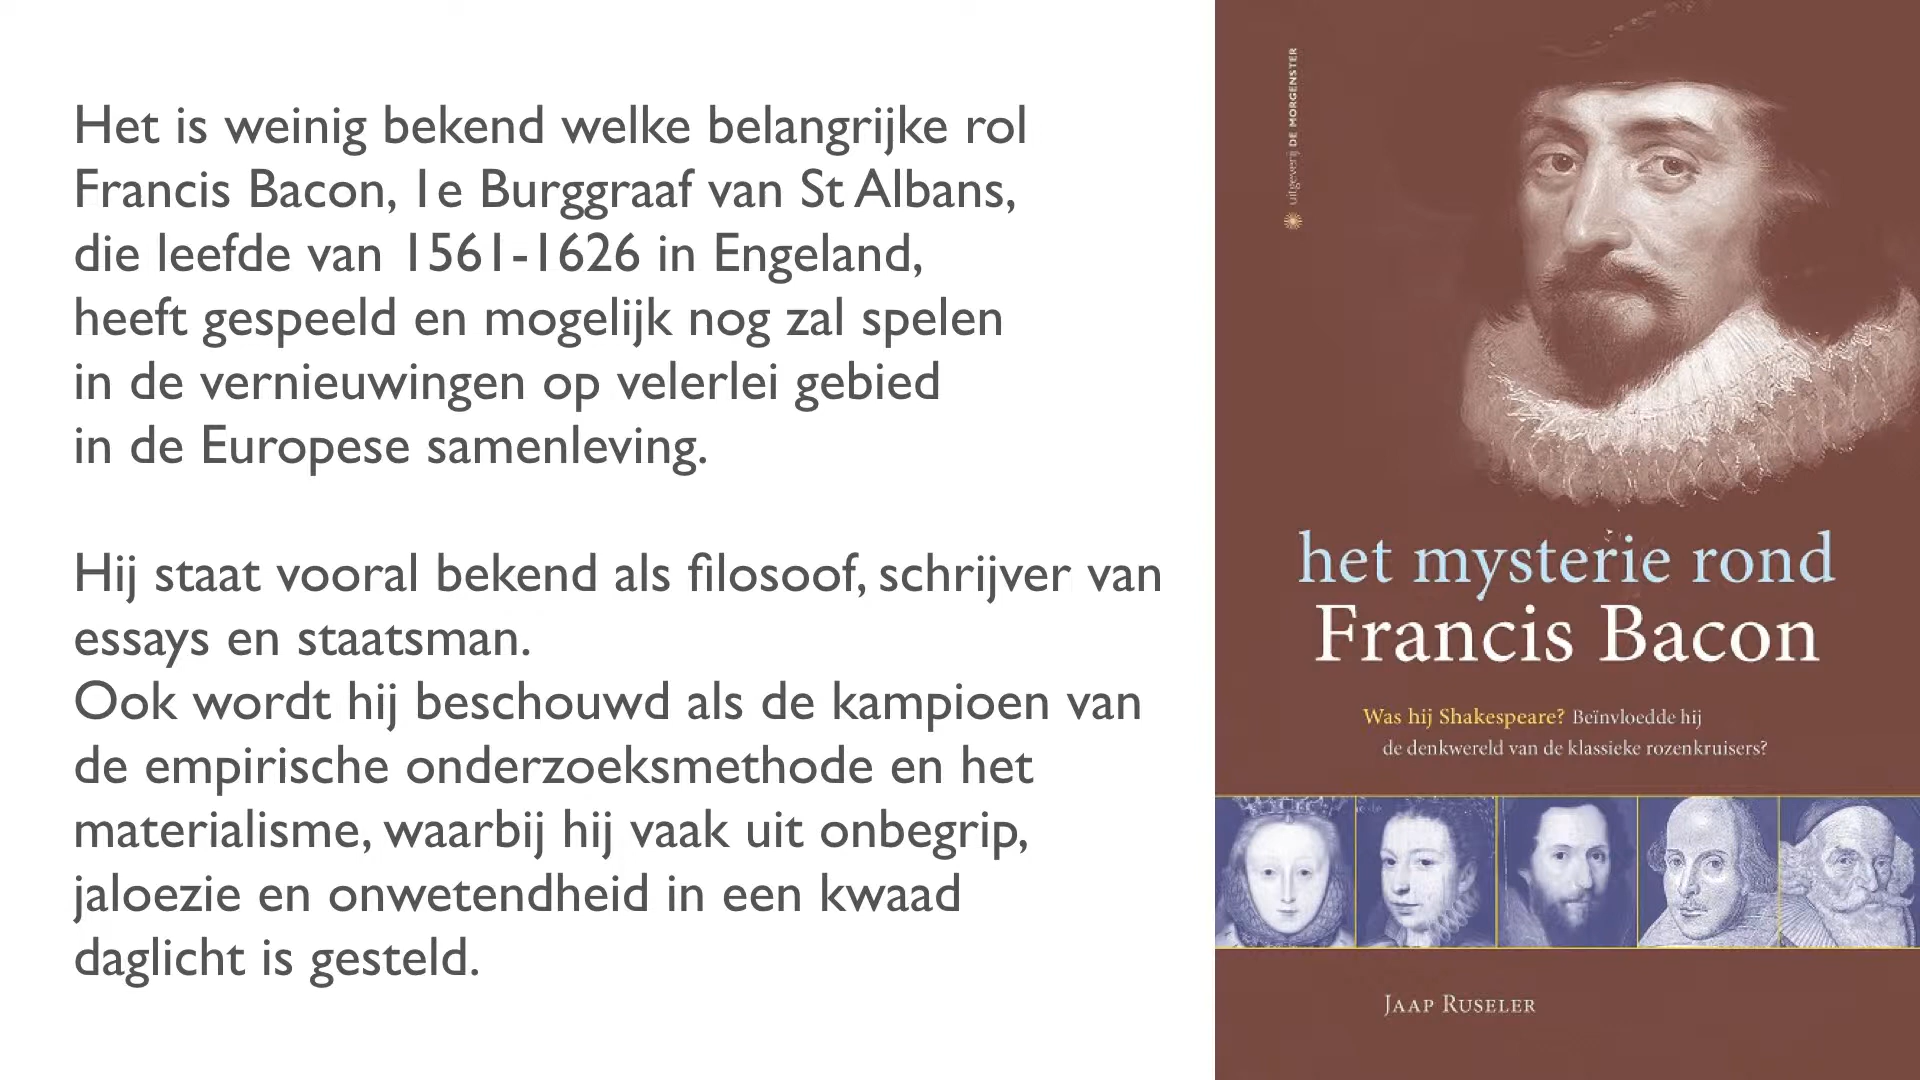 Het is weinig bekend welke belangrijke rol
Francis Bacon, 1e Burggraaf van St Albans,
die leefde van 1561-1626 in Engeland,
heeft gespeeld en mogelijk nog zal spelen
in de vernieuwingen op velerlei gebied
in de Europese samenleving.
Hij staat vooral bekend als filosoof, schrijver van
essays en staatsman.
Ook wordt hij beschouwd als de kampioen van
de empirische onderzoeksmethode en het
materialisme, waarbij hij vaak uit onbegrip,
jaloezie en onwetendheid in een kwaad
daglicht is gesteld.
uitgeverij DE MORGENSTER
het mysterie rond
Francis Bacon
Was hij Shakespeare? Beïnvloedde hij
de denkwereld van de klassieke rozenkruisers?
JAAP RUSELER